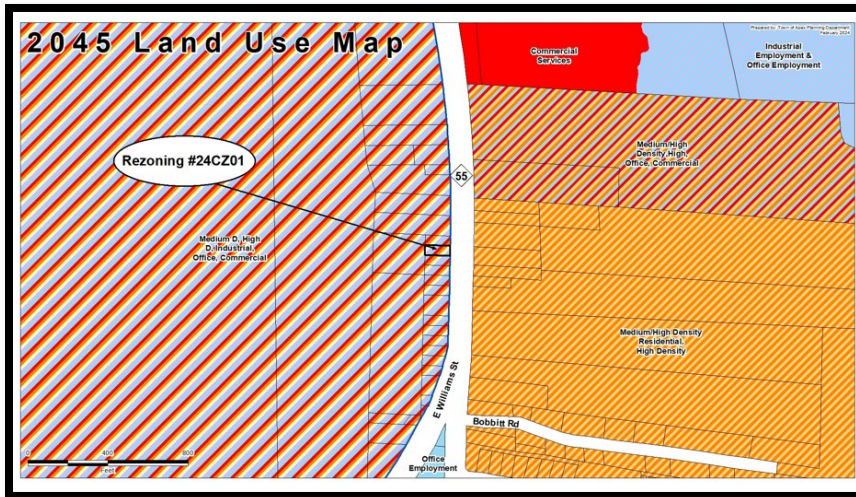 2045 Land Use Map
Prepared by: Town of Apex Planning Department
February 2024
Commercial
Services
Industrial
Employment &
Office Employment
Rezoning #24CZ01
Medium/High
Density,High,
Office, Commercial
55
Medium D, High
D, Industrial,
Office, Commercial
Medium/High Density
Residential,
High Density
E Williams St
Bobbitt Rd
Office
Employment
0 400 800
Feet